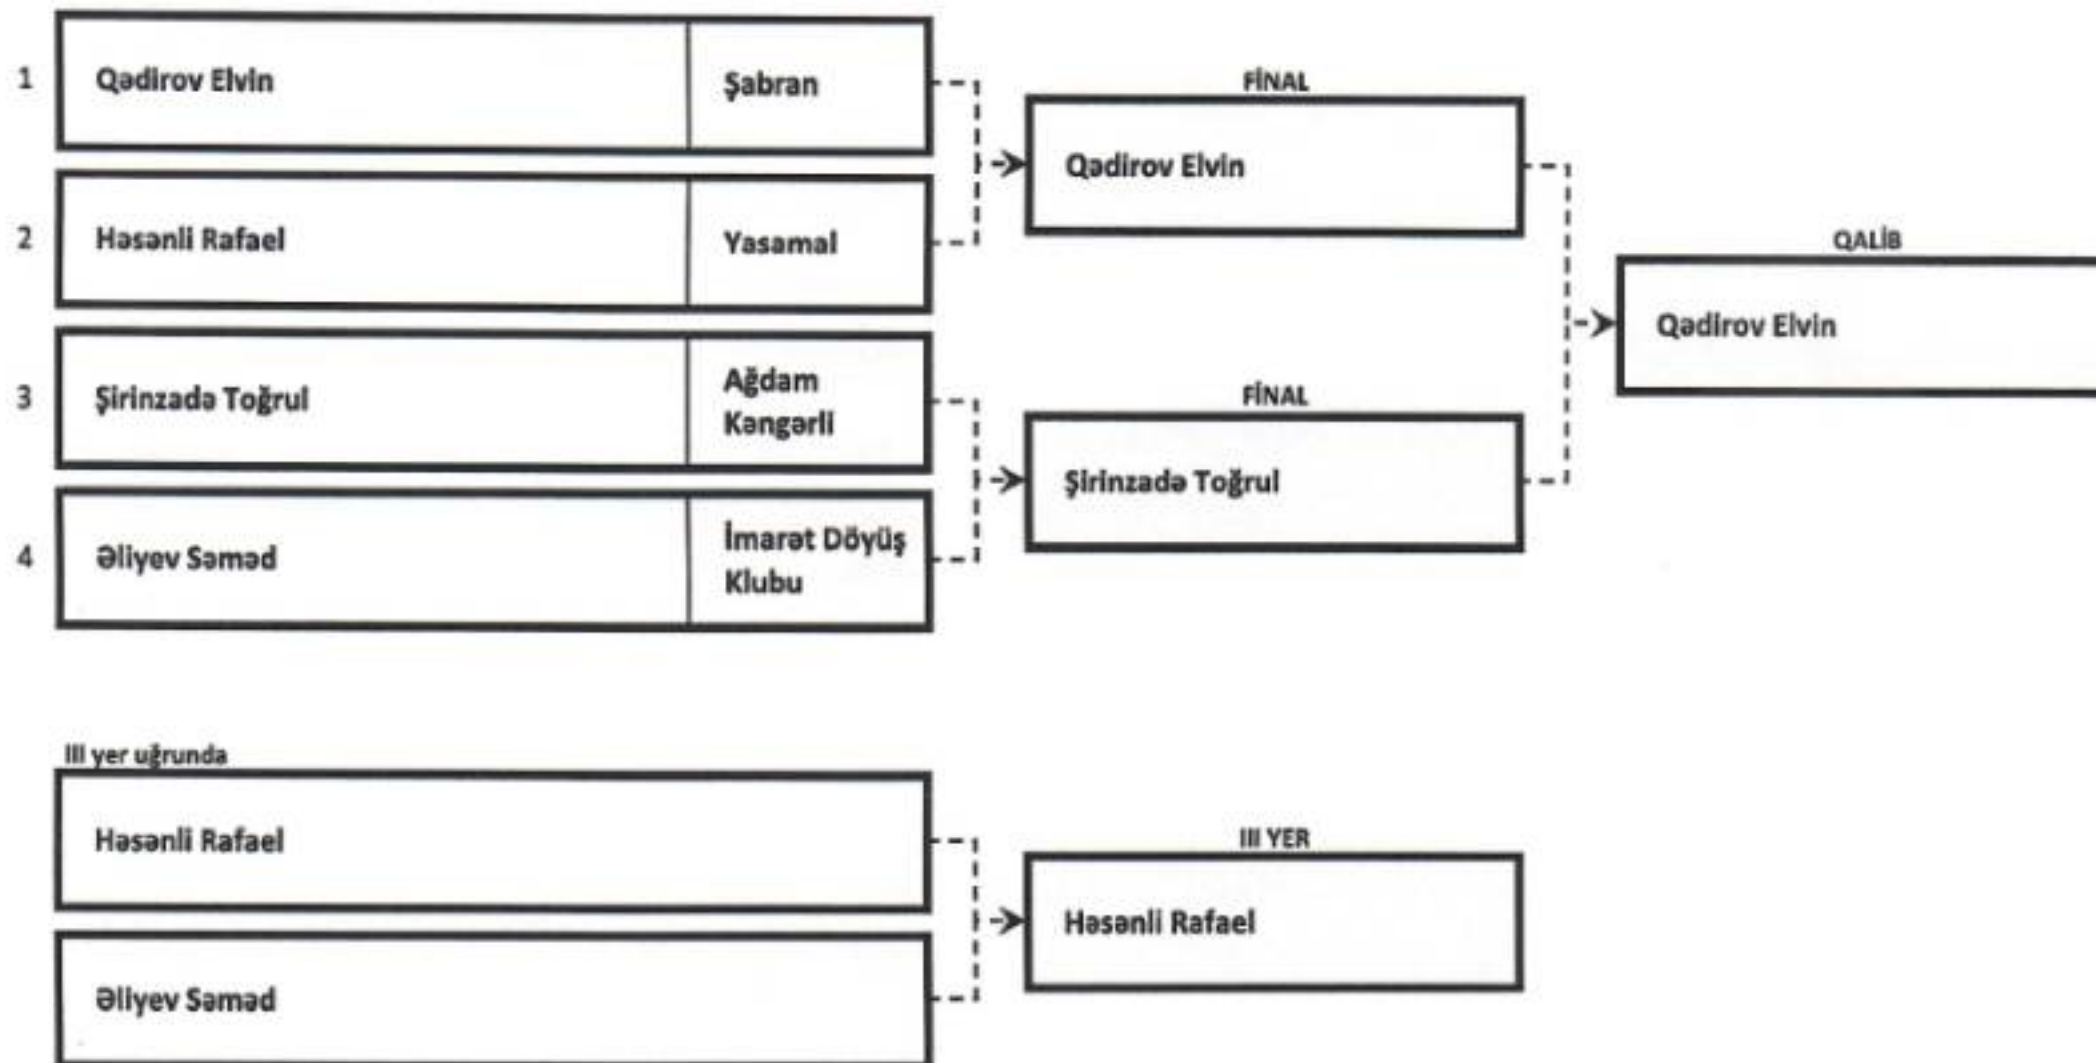 1 Qədirov Elvin Şabran
2 Həsənli Rafael Yasamal
3 Şirinzadə Toğrul Ağdam
Kəngərli
4 Əliyev Səməd İmarət Döyüş
Klubu
FİNAL
Qədirov Elvin
FİNAL
Şirinzadə Toğrul
QALİB
Qədirov Elvin
III yer uğrunda
Həsənli Rafael
Əliyev Səməd
III YER
Həsənli Rafael